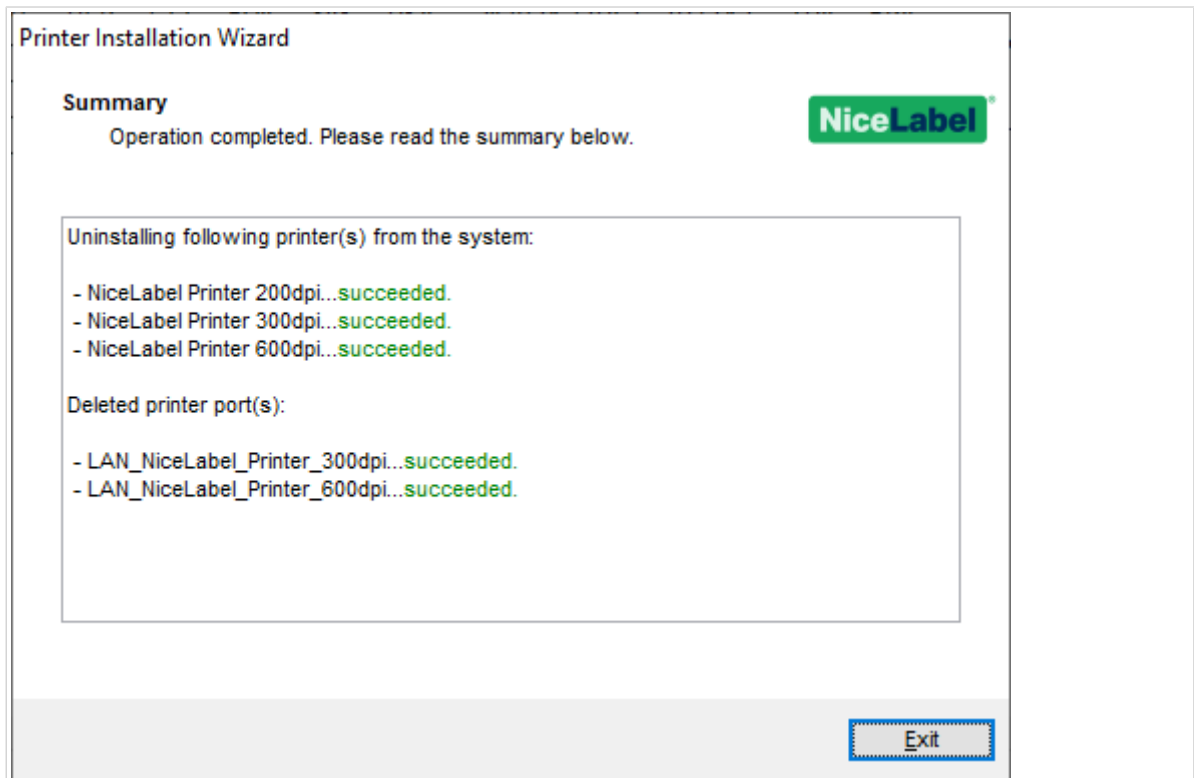 Printer Installation Wizard
Summary
Operation completed. Please read the summary below.
NiceLabel®
Uninstalling following printer(s) from the system:
- NiceLabel Printer 200dpi...succeeded.
- NiceLabel Printer 300dpi...succeeded.
- NiceLabel Printer 600dpi...succeeded.
Deleted printer port(s):
- LAN_NiceLabel_Printer_300dpi...succeeded.
- LAN_NiceLabel_Printer_600dpi...succeeded.
Exit